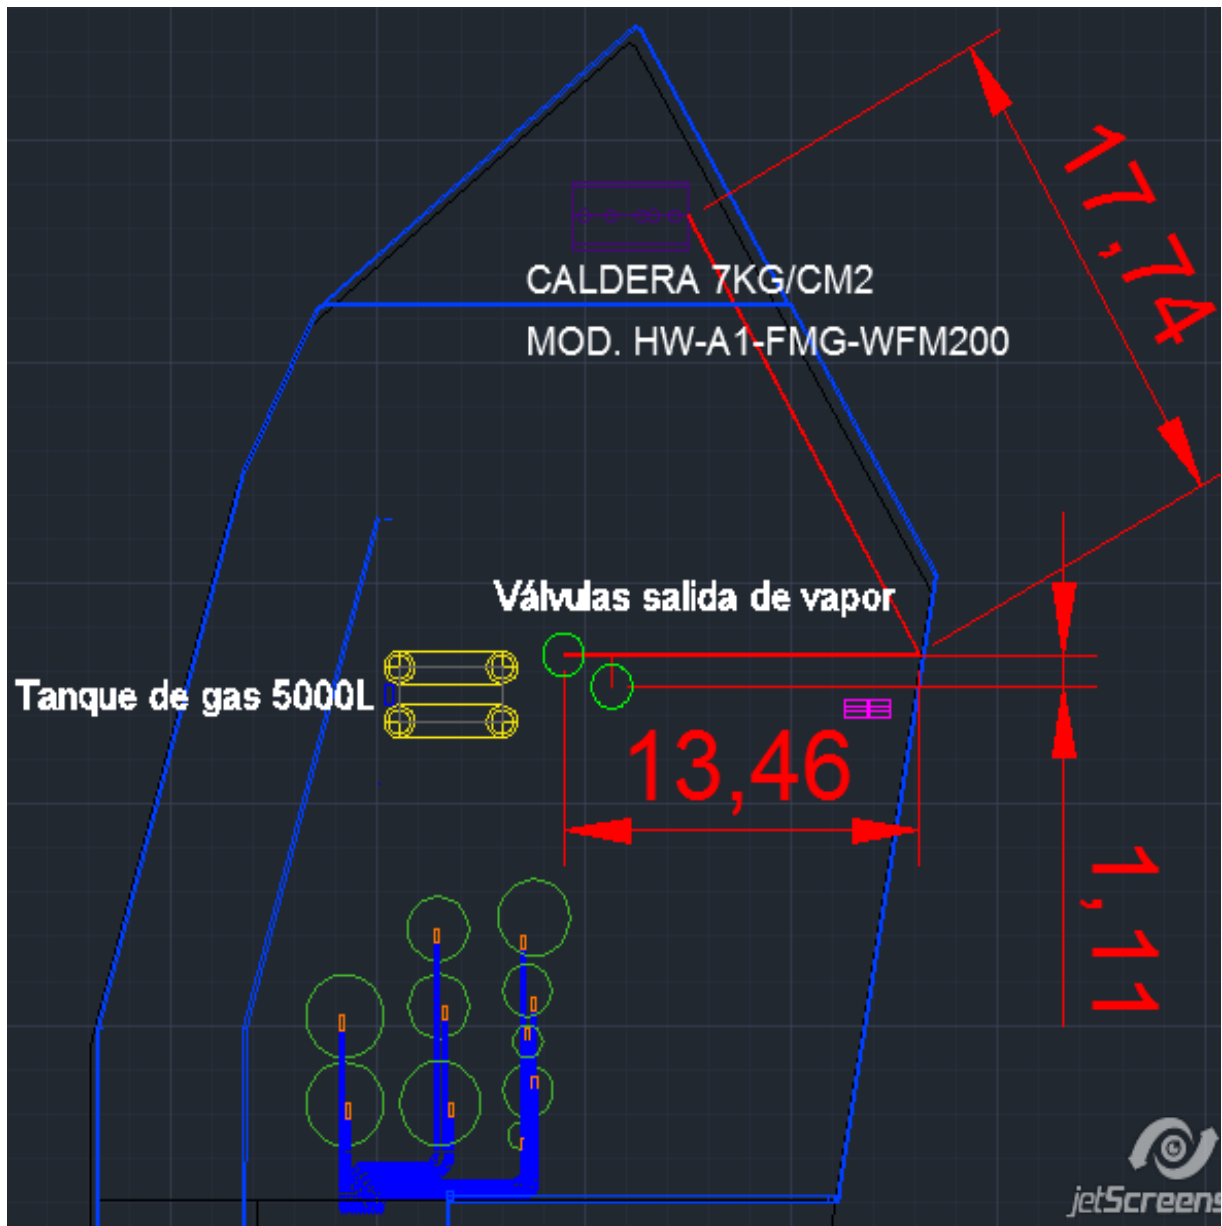 17,74
CALDERA 7KG/CM2
MOD. HW-A1-FMG-WFM200
Válvulas salida de vapor
Tanque de gas 5000L
13,46
1,11
jetScreens